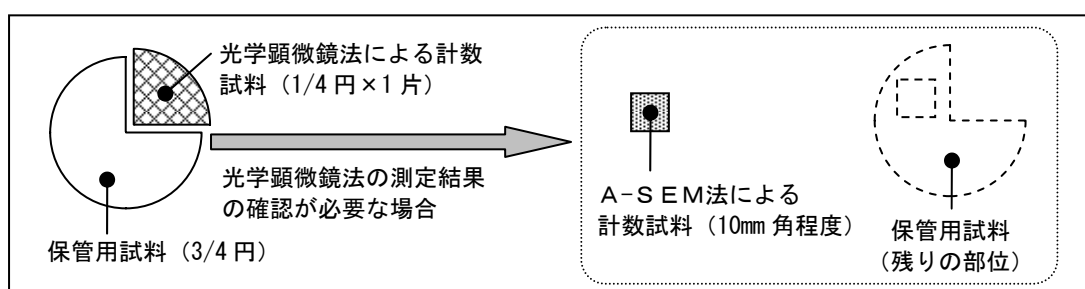 光学顕微鏡法による計数
試料（1/4 円×1 片）
光学顕微鏡法の測定結果
の確認が必要な場合
保管用試料（3/4 円）
Ａ-ＳＥＭ法による
計数試料（10㎜ 角程度）
保管用試料
（残りの部位）